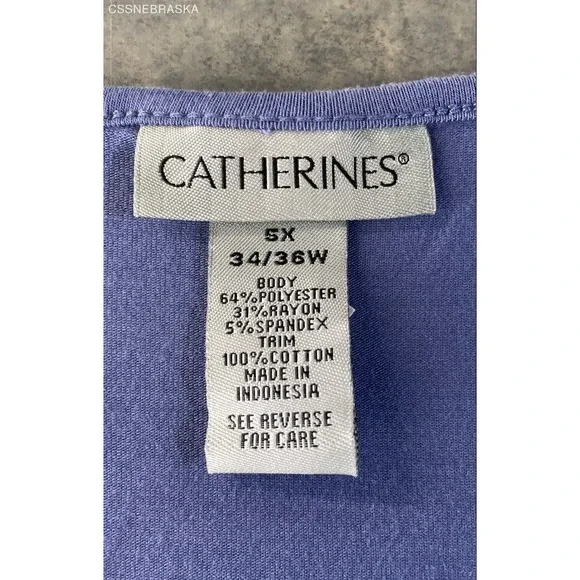 CSSNEBRASKA
CATHERINES®
5X
34/36W
BODY
64%POLYESTER
31%RAYON
5%SPANDEX
TRIM
100%COTTON
MADE IN
INDONESIA
SEE REVERSE
FOR CARE